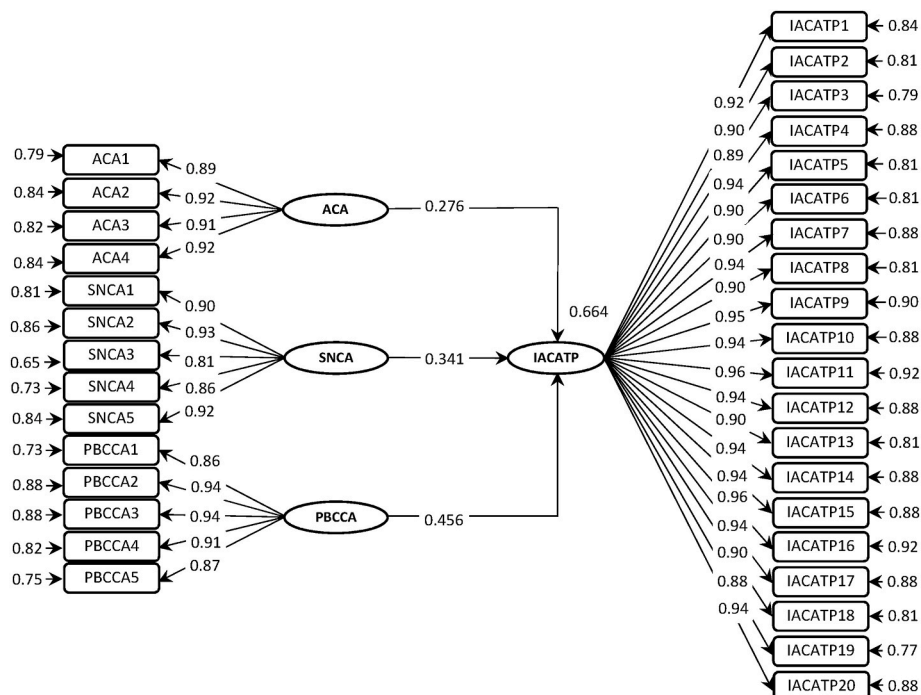 0.79 ACA1 0.89
0.84 ACA2 0.92
0.82 ACA3 0.91
0.84 ACA4 0.92
0.81 SNCA1 0.90
0.86 SNCA2 0.93
0.65 SNCA3 0.81
0.73 SNCA4 0.86
0.84 SNCA5 0.92
0.73 PBCCA1 0.86
0.88 PBCCA2 0.94
0.88 PBCCA3 0.94
0.82 PBCCA4 0.91
0.75 PBCCA5 0.87
ACA 0.276
SNCA 0.341
PBCCA 0.456
0.664
IACATP
0.92 IACATP1 0.84
0.90 IACATP2 0.81
0.89 IACATP3 0.79
0.94 IACATP4 0.88
0.90 IACATP5 0.81
0.90 IACATP6 0.81
0.94 IACATP7 0.88
0.90 IACATP8 0.81
0.95 IACATP9 0.90
0.94 IACATP10 0.88
0.96 IACATP11 0.92
0.94 IACATP12 0.88
0.90 IACATP13 0.81
0.94 IACATP14 0.88
0.94 IACATP15 0.88
0.96 IACATP16 0.92
0.94 IACATP17 0.88
0.90 IACATP18 0.81
0.88 IACATP19 0.77
0.94 IACATP20 0.88